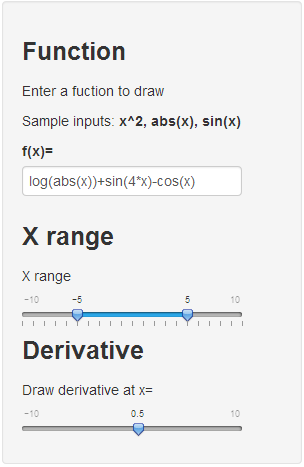 Function
Enter a fuction to draw
Sample inputs: x^2, abs(x), sin(x)
f(x)=
log(abs(x))+sin(4*x)-cos(x)
X range
X range
−10 −5 5 10
Derivative
Draw derivative at x=
−10 0.5 10